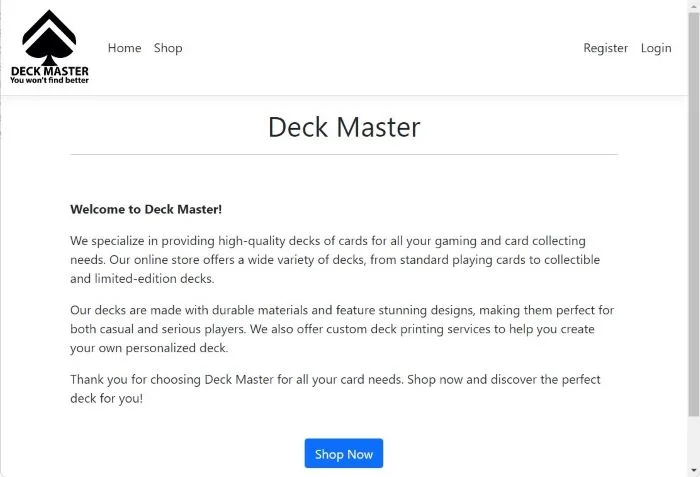 DECK MASTER
You won't find better
Home Shop
Register Login
Deck Master
Welcome to Deck Master!
We specialize in providing high-quality decks of cards for all your gaming and card collecting
needs. Our online store offers a wide variety of decks, from standard playing cards to collectible
and limited-edition decks.
Our decks are made with durable materials and feature stunning designs, making them perfect for
both casual and serious players. We also offer custom deck printing services to help you create
your own personalized deck.
Thank you for choosing Deck Master for all your card needs. Shop now and discover the perfect
deck for you!
Shop Now